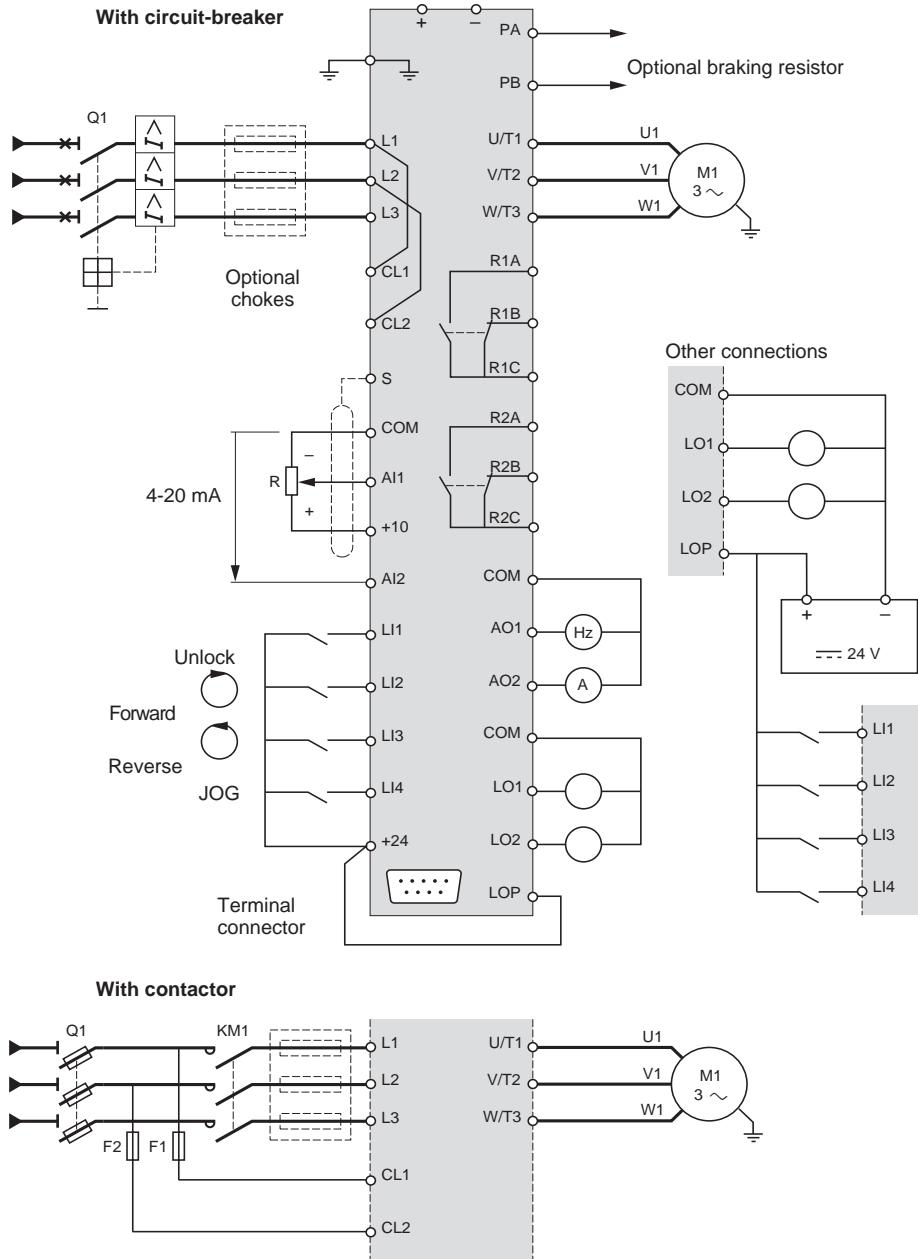 With circuit-breaker
+ −
PA
Optional braking resistor
PB
Q1
L1
U/T1
U1
L2
V/T2
V1
M1
3 ~
L3
W/T3
W1
Optional
chokes
CL1
CL2
R1A
R1B
R1C
S
COM
−
R
AI1
+
+10
4-20 mA
AI2
R2A
R2B
R2C
LI1
Unlock
LI2
Forward
LI3
Reverse
LI4
JOG
+24
Terminal
connector
COM
AO1
Hz
AO2
A
COM
LO1
LO2
LOP
Other connections
COM
LO1
LO2
LOP
+ −
24 V
LI1
LI2
LI3
LI4
With contactor
Q1
KM1
L1
U/T1
U1
L2
V/T2
V1
M1
3 ~
L3
W/T3
W1
F2 F1
CL1
CL2